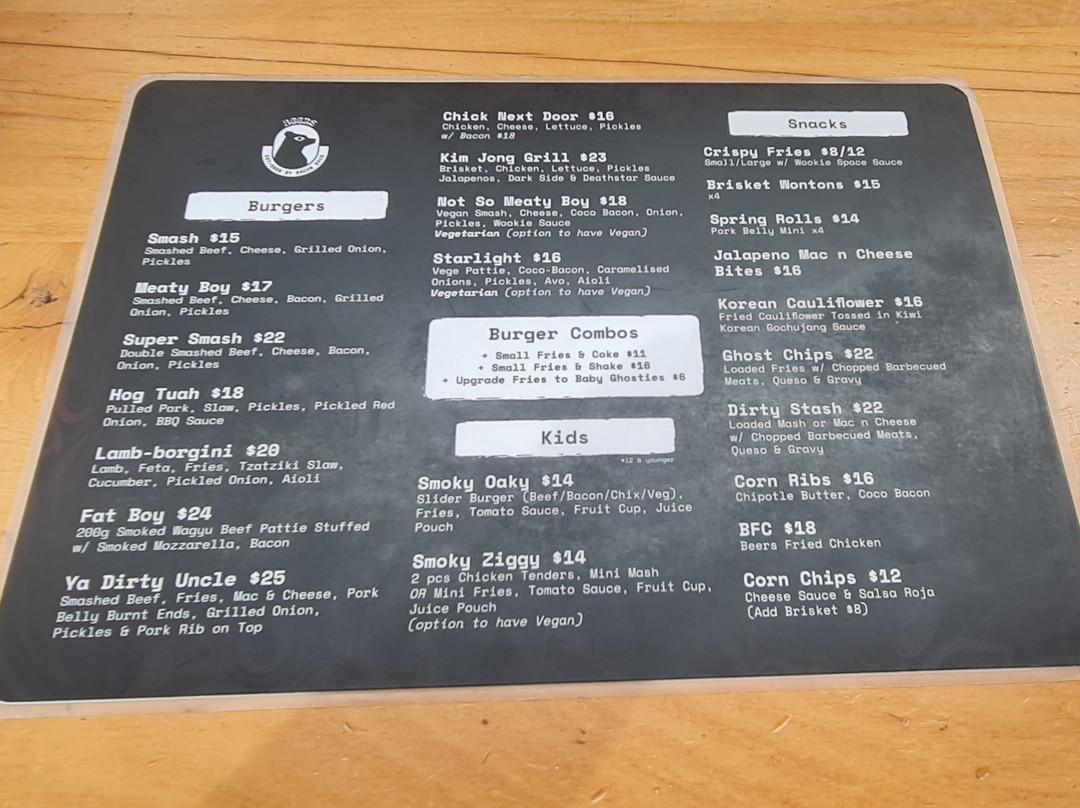 Burgers
Smash $15
Smashed Beef, Cheese, Grilled Onion,
Pickles
Meaty Boy $17
Smashed Beef, Cheese, Bacon, Grilled
Onion, Pickles
Super Smash $22
Double Smashed Beef, Cheese, Bacon,
Onion, Pickles
Hog Tuah $18
Pulled Pork, Slaw, Pickles, Pickled Red
Onion, BBQ Sauce
Lamb-borgini $20
Lamb, Feta, Fries, Tzatziki Slaw,
Cucumber, Pickled Onion, Aioli
Fat Boy $24
200g Smoked Wagyu Beef Pattie Stuffed
w/ Smoked Mozzarella, Bacon
Ya Dirty Uncle $25
Smashed Beef, Fries, Mac & Cheese, Pork
Belly Burnt Ends, Grilled Onion,
Pickles & Pork Rib on Top
Chick Next Door $16
Chicken, Cheese, Lettuce, Pickles
w/ Bacon $18
Kim Jong Grill $23
Brisket, Chicken, Lettuce, Pickles
Jalapenos, Dark Side & Deathstar Sauce
Not So Meaty Boy $18
Vegan Smash, Cheese, Coco Bacon, Onion,
Pickles, Wookie Sauce
Vegetarian (option to have Vegan)
Starlight $16
Vege Pattie, Coco-Bacon, Caramelised
Onions, Pickles, Avo, Aioli
Vegetarian (option to have Vegan)
Burger Combos
+ Small Fries & Coke $11
+ Small Fries & Shake $16
+ Upgrade Fries to Baby Ghosties $6
Kids
*12 & younger
Smoky Oaky $14
Slider Burger (Beef/Bacon/Chix/Veg),
Fries, Tomato Sauce, Fruit Cup, Juice
Pouch
Smoky Ziggy $14
2 pcs Chicken Tenders, Mini Mash
OR Mini Fries, Tomato Sauce, Fruit Cup,
Juice Pouch
(option to have Vegan)
Snacks
Crispy Fries $8/12
Small/Large w/ Wookie Space Sauce
Brisket Wontons $15
x4
Spring Rolls $14
Pork Belly Mini x4
Jalapeno Mac n Cheese
Bites $16
Korean Cauliflower $16
Fried Cauliflower Tossed in Kiwi
Korean Gochujang Sauce
Ghost Chips $22
Loaded Fries w/ Chopped Barbecued
Meats, Queso & Gravy
Dirty Stash $22
Loaded Mash or Mac n Cheese
w/ Chopped Barbecued Meats,
Queso & Gravy
Corn Ribs $16
Chipotle Butter, Coco Bacon
BFC $18
Beers Fried Chicken
Corn Chips $12
Cheese Sauce & Salsa Roja
(Add Brisket $8)